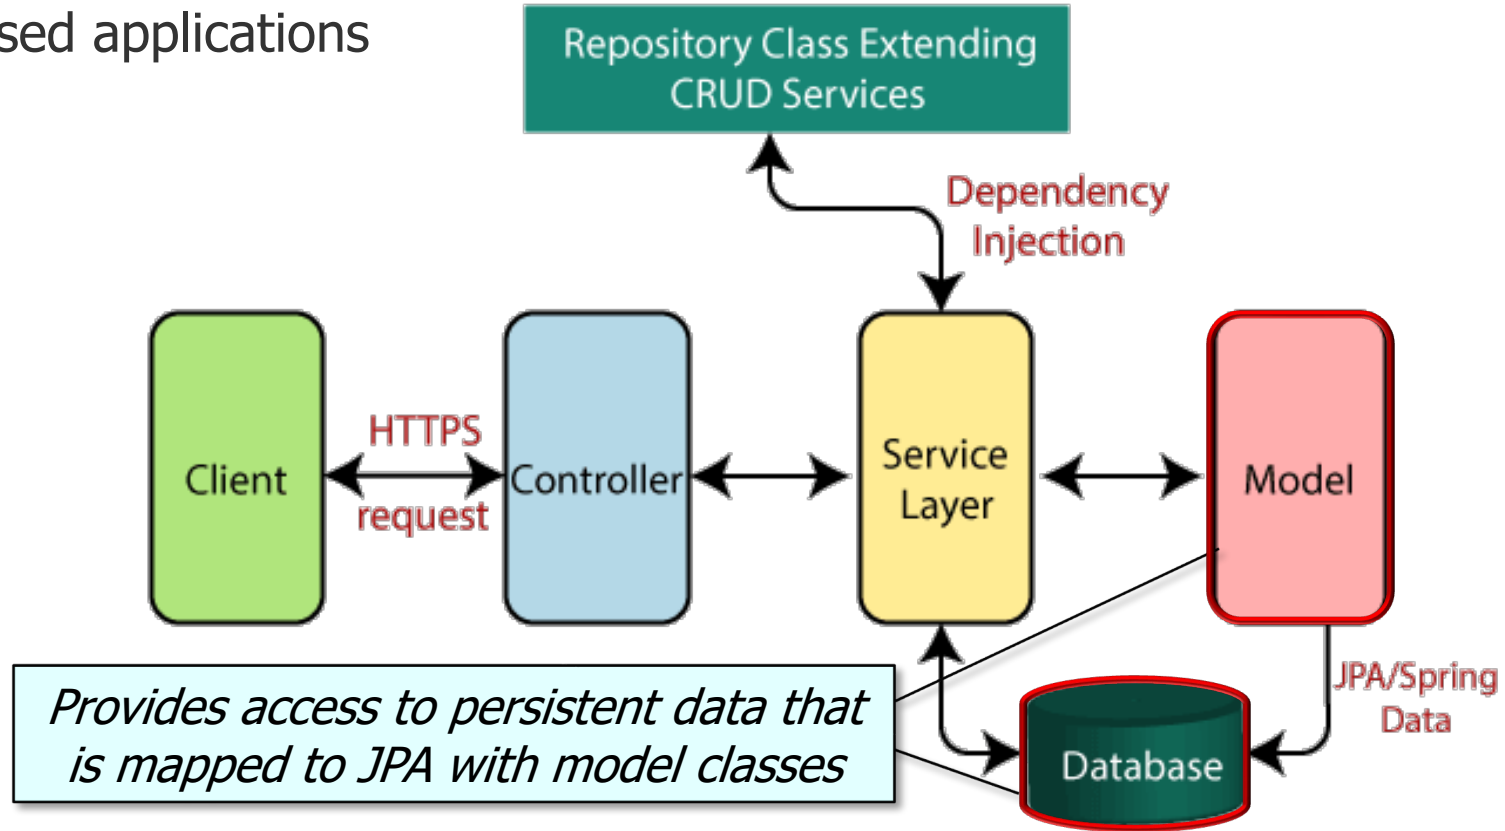 sed applications
Repository Class Extending
CRUD Services
Dependency
Injection
HTTPS
request
Client
Controller
Service
Layer
Model
JPA/Spring
Data
Provides access to persistent data that
is mapped to JPA with model classes
Database